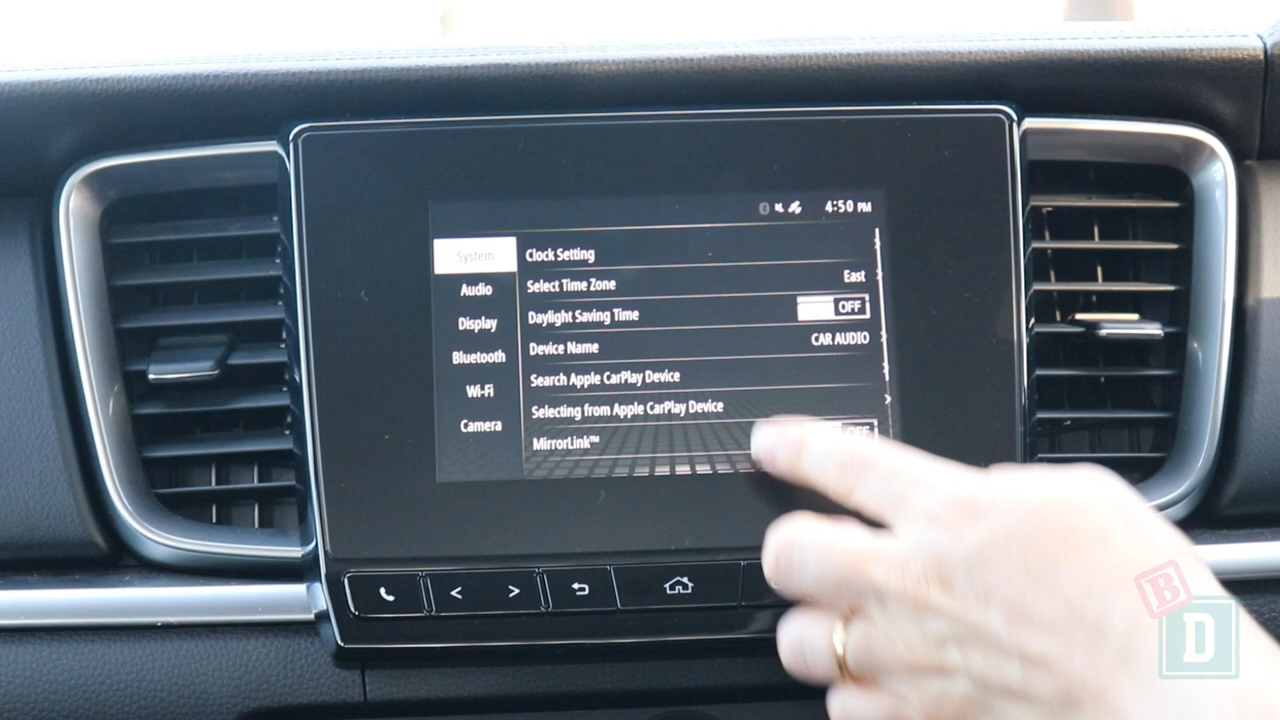 4:50 PM
System
Clock Setting
Audio
Select Time Zone East
Display
Daylight Saving Time OFF
Device Name CAR AUDIO
Bluetooth
Search Apple CarPlay Device
Wi-Fi
Selecting from Apple CarPlay Device
Camera
MirrorLink™ OFF
B
D